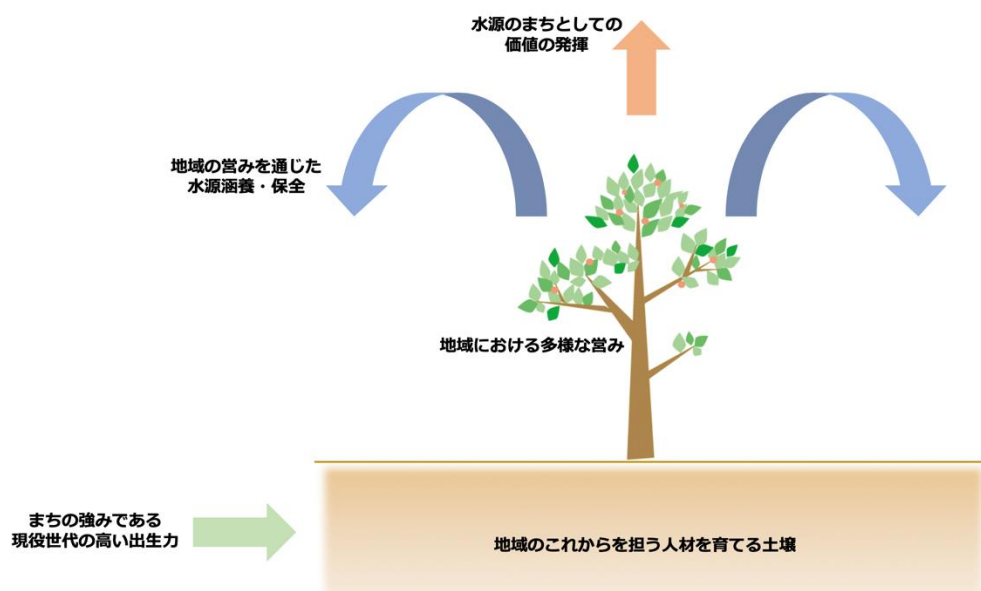 水源のまちとしての
価値の発揮
地域の営みを通じた
水源涵養・保全
地域における多様な営み
まちの強みである
現役世代の高い出生力
地域のこれからを担う人材を育てる土壌